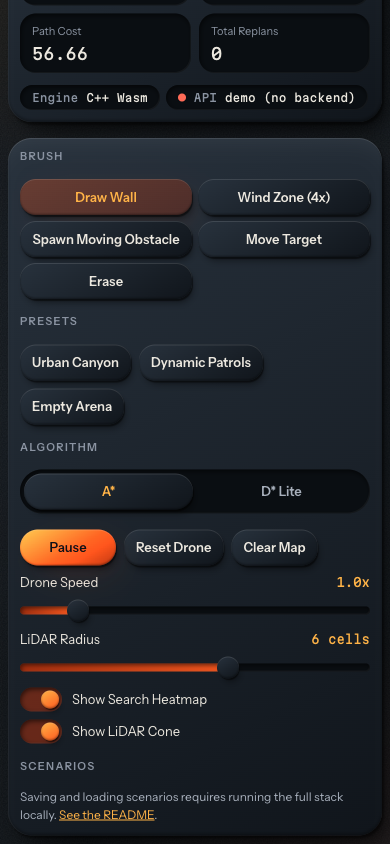 Path Cost
Total Replans
56.66
0
Engine C++ Wasm
API demo (no backend)
BRUSH
Draw Wall
Wind Zone (4x)
Spawn Moving Obstacle
Move Target
Erase
PRESETS
Urban Canyon
Dynamic Patrols
Empty Arena
ALGORITHM
A*
D* Lite
Pause
Reset Drone
Clear Map
Drone Speed
1.0x
LiDAR Radius
6 cells
Show Search Heatmap
Show LiDAR Cone
SCENARIOS
Saving and loading scenarios requires running the full stack
locally. See the README.